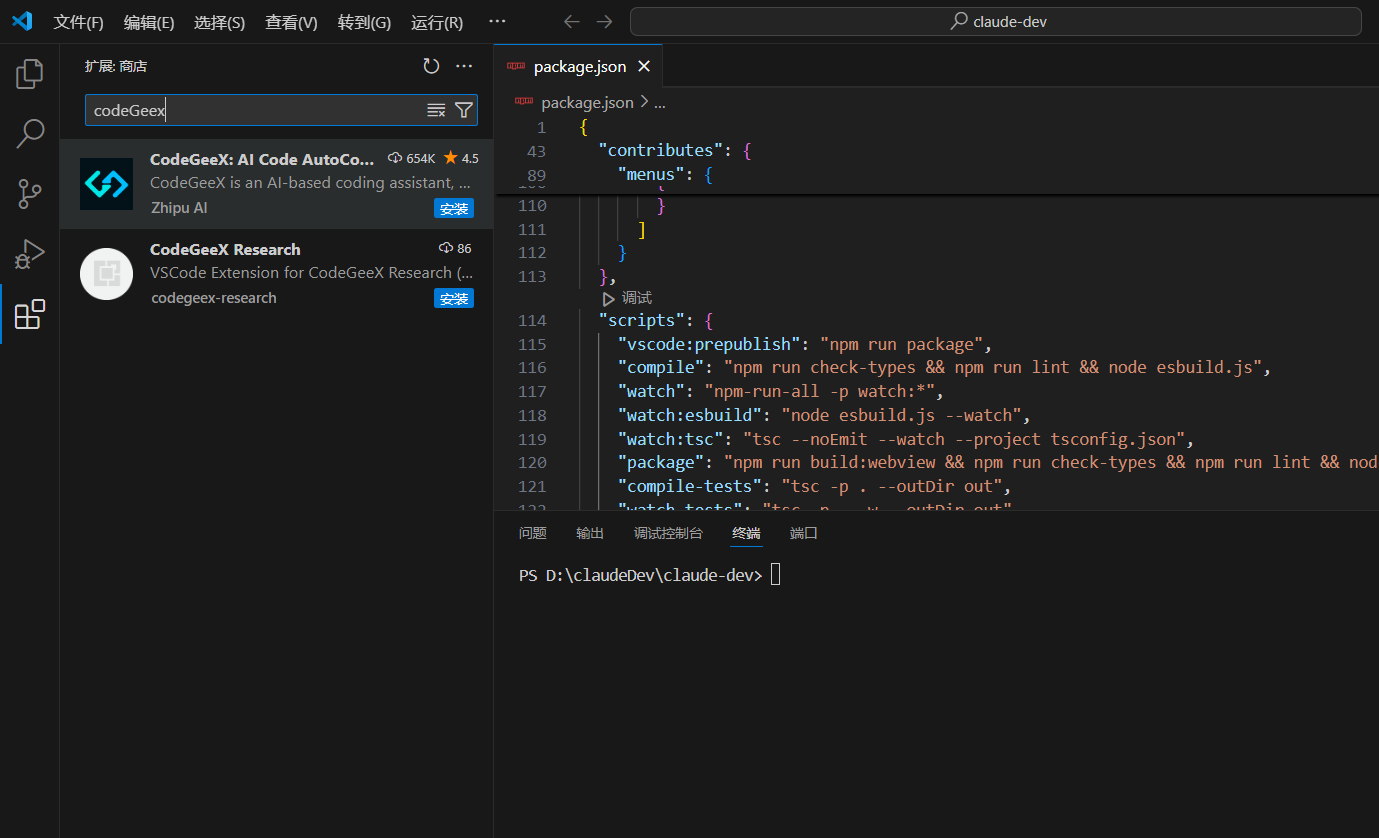 文件(F) 编辑(E) 选择(S) 查看(V) 转到(G) 运行(R) ··· claude-dev
扩展: 商店 ···
codeGeex
CodeGeeX: AI Code AutoCo... 654K 4.5
CodeGeeX is an AI-based coding assistant, ...
Zhipu AI 安装
CodeGeeX Research 86
VSCode Extension for CodeGeeX Research (...
codegeex-research 安装
package.json
package.json > ...
1 {
43 "contributes": {
89 "menus": {
110 }
111 ]
112 }
113 },
调试
114 "scripts": {
115 "vscode:prepublish": "npm run package",
116 "compile": "npm run check-types && npm run lint && node esbuild.js",
117 "watch": "npm-run-all -p watch:*",
118 "watch:esbuild": "node esbuild.js --watch",
119 "watch:tsc": "tsc --noEmit --watch --project tsconfig.json",
120 "package": "npm run build:webview && npm run check-types && npm run lint && nod
121 "compile-tests": "tsc -p . --outDir out",
122 "watch-tests": "tsc -p . -w --outDir out"
问题 输出 调试控制台 终端 端口
PS D:\claudeDev\claude-dev>